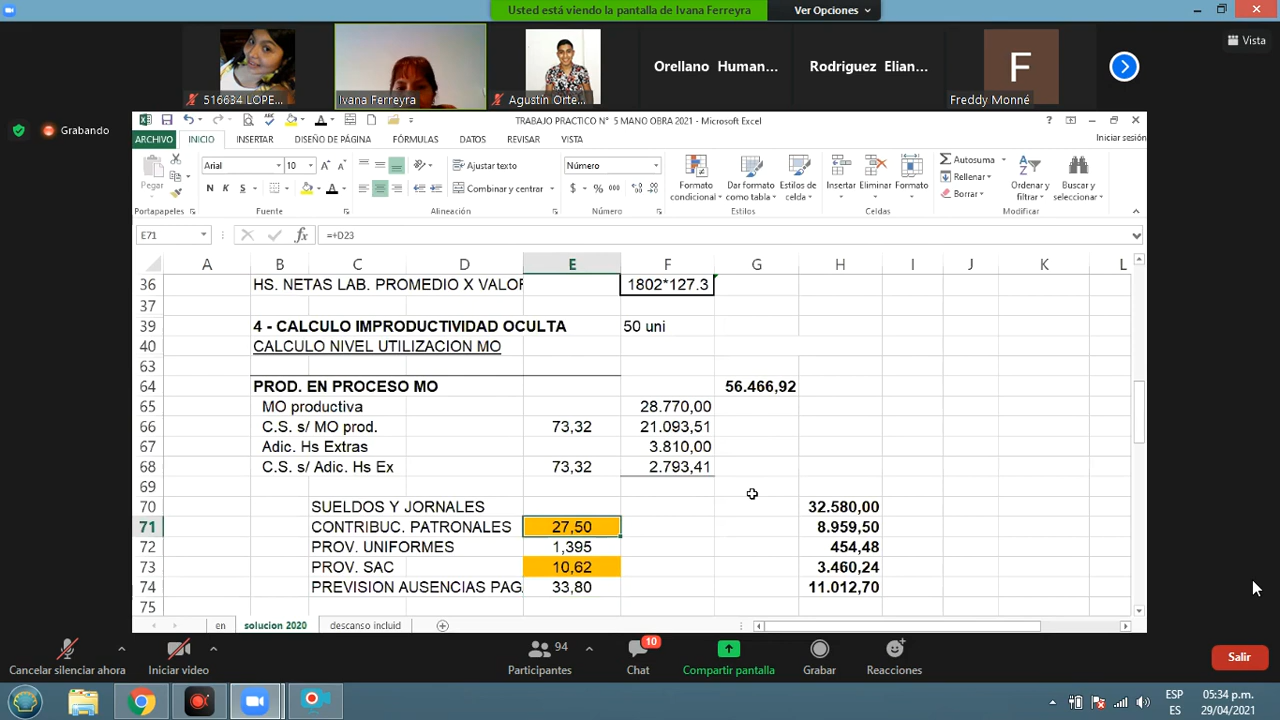 Usted está viendo la pantalla de Ivana Ferreyra
Ver Opciones
Vista
516634 LOPE...
Ivana Ferreyra
Agustín Orte...
Orellano Human...
Rodriguez Elian...
F
Freddy Monné
Grabando
TRABAJO PRACTICO N° 5 MANO OBRA 2021 - Microsoft Excel
ARCHIVO INICIO INSERTAR DISEÑO DE PÁGINA FÓRMULAS DATOS REVISAR VISTA Iniciar sesión
Pegar
Arial 10
N K S
Ajustar texto
Combinar y centrar
Número
$ % 000
Formato condicional
Dar formato como tabla
Estilos de celda
Insertar Eliminar Formato
Autosuma
Rellenar
Borrar
Ordenar y filtrar
Buscar y seleccionar
Portapapeles Fuente Alineación Número Estilos Celdas Modificar
E71 fx =+D23
A B C D E F G H I J K L
36 HS. NETAS LAB. PROMEDIO X VALOR 1802*127.3
37
39 4 - CALCULO IMPRODUCTIVIDAD OCULTA 50 uni
40 CALCULO NIVEL UTILIZACION MO
63
64 PROD. EN PROCESO MO 56.466,92
65 MO productiva 28.770,00
66 C.S. s/ MO prod. 73,32 21.093,51
67 Adic. Hs Extras 3.810,00
68 C.S. s/ Adic. Hs Ex 73,32 2.793,41
69
70 SUELDOS Y JORNALES 32.580,00
71 CONTRIBUC. PATRONALES 27,50 8.959,50
72 PROV. UNIFORMES 1,395 454,48
73 PROV. SAC 10,62 3.460,24
74 PREVISION AUSENCIAS PAG. 33,80 11.012,70
75
en solucion 2020 descanso incluid
Cancelar silenciar ahora
Iniciar video
94
Participantes
10
Chat
Compartir pantalla
Grabar
Reacciones
Salir
ESP
ES
05:34 p.m.
29/04/2021